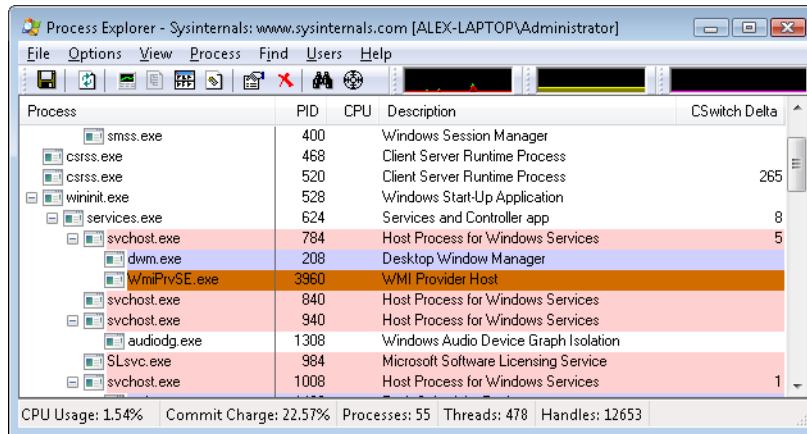 Process Explorer - Sysinternals: www.sysinternals.com [ALEX-LAPTOP\Administrator]
File Options View Process Find Users Help
Process PID CPU Description CSwitch Delta
smss.exe 400 Windows Session Manager
csrss.exe 468 Client Server Runtime Process
csrss.exe 520 Client Server Runtime Process 265
wininit.exe 528 Windows Start-Up Application
services.exe 624 Services and Controller app 8
svchost.exe 784 Host Process for Windows Services 5
dwm.exe 208 Desktop Window Manager
WmiPrvSE.exe 3960 WMI Provider Host
svchost.exe 840 Host Process for Windows Services
svchost.exe 940 Host Process for Windows Services
audiodg.exe 1308 Windows Audio Device Graph Isolation
SLsvc.exe 984 Microsoft Software Licensing Service
svchost.exe 1008 Host Process for Windows Services 1
CPU Usage: 1.54% Commit Charge: 22.57% Processes: 55 Threads: 478 Handles: 12653